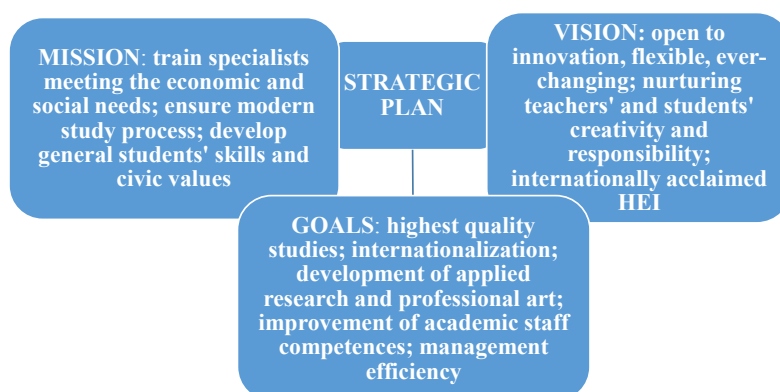 MISSION: train specialists
meeting the economic and
social needs; ensure modern
study process; develop
general students' skills and
civic values
STRATEGIC
PLAN
VISION: open to
innovation, flexible, ever-
changing; nurturing
teachers' and students'
creativity and
responsibility;
internationally acclaimed
HEI
GOALS: highest quality
studies; internationalization;
development of applied
research and professional art;
improvement of academic staff
competences; management
efficiency